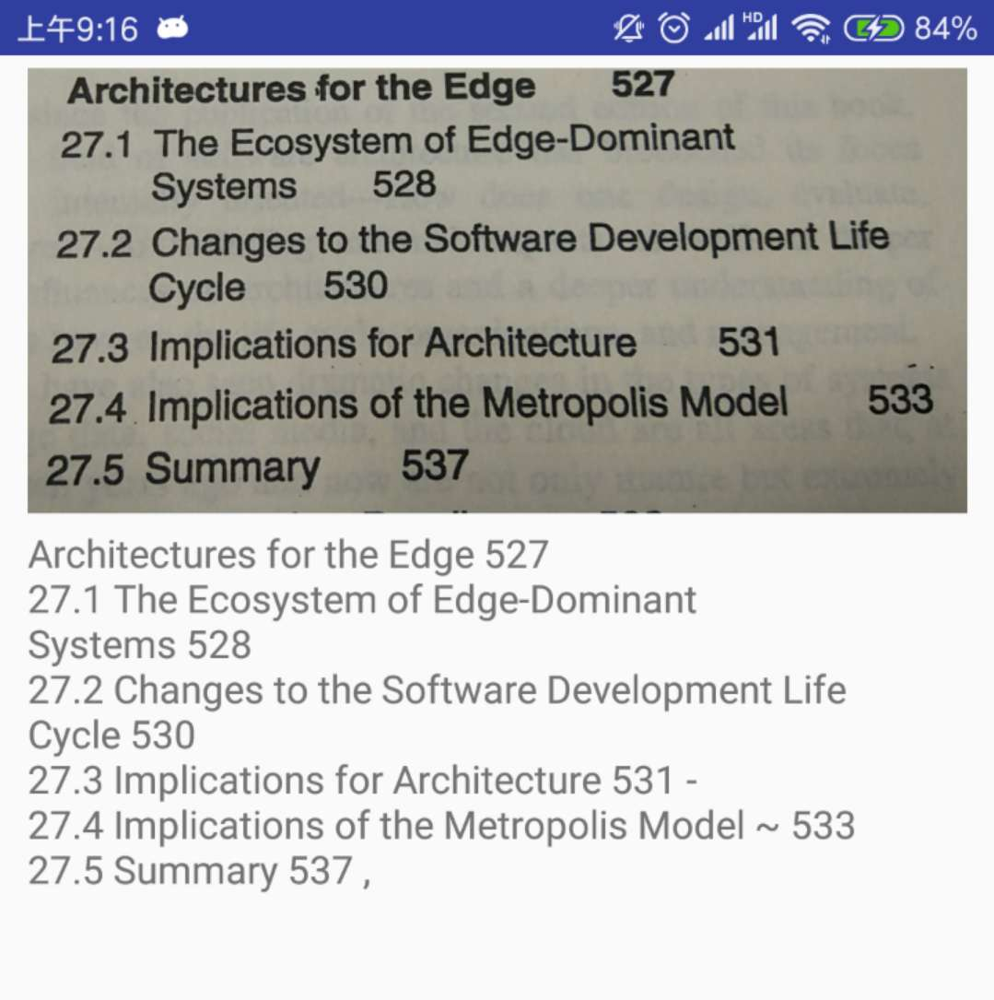 上午9:16 HD 84%
Architectures for the Edge 527
27.1 The Ecosystem of Edge-Dominant
Systems 528
27.2 Changes to the Software Development Life
Cycle 530
27.3 Implications for Architecture 531
27.4 Implications of the Metropolis Model 533
27.5 Summary 537
Architectures for the Edge 527
27.1 The Ecosystem of Edge-Dominant
Systems 528
27.2 Changes to the Software Development Life
Cycle 530
27.3 Implications for Architecture 531 -
27.4 Implications of the Metropolis Model ~ 533
27.5 Summary 537 ,